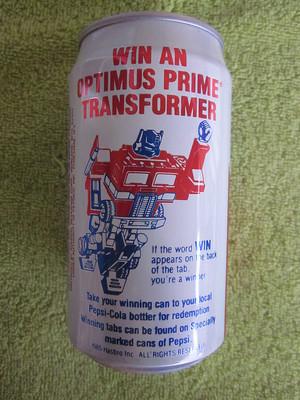 WIN AN
OPTIMUS PRIME*
TRANSFORMER
If the word WIN
appears on the back
of the tab,
you're a winner
Take your winning can to your local
Pepsi-Cola bottler for redemption.
Winning tabs can be found on Specially
marked cans of Pepsi.
1985 Hasbro Inc. ALL RIGHTS